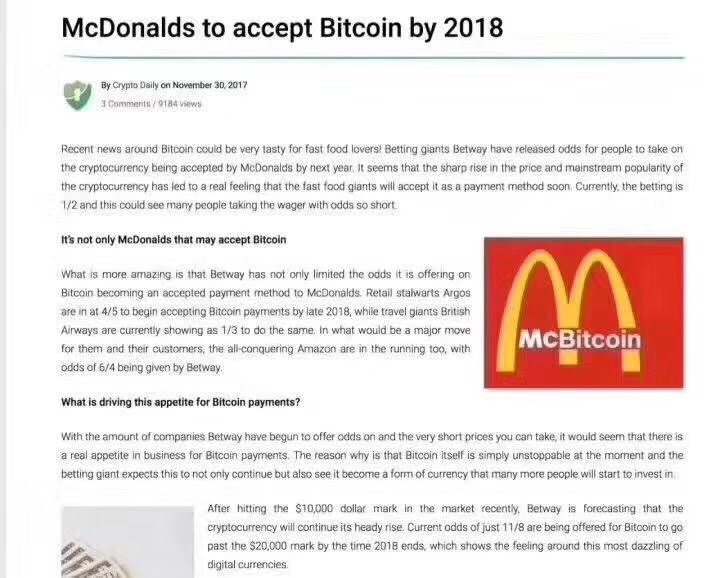 McDonalds to accept Bitcoin by 2018
By Crypto Daily on November 30, 2017
3 Comments / 9184 views
Recent news around Bitcoin could be very tasty for fast food lovers! Betting giants Betway have released odds for people to take on
the cryptocurrency being accepted by McDonalds by next year. It seems that the sharp rise in the price and mainstream popularity of
the cryptocurrency has led to a real feeling that the fast food giants will accept it as a payment method soon. Currently, the betting is
1/2 and this could see many people taking the wager with odds so short.
It's not only McDonalds that may accept Bitcoin
What is more amazing is that Betway has not only limited the odds it is offering on
Bitcoin becoming an accepted payment method to McDonalds. Retail stalwarts Argos
are in at 4/5 to begin accepting Bitcoin payments by late 2018, while travel giants British
Airways are currently showing as 1/3 to do the same. In what would be a major move
for them and their customers, the all-conquering Amazon are in the running too, with
odds of 6/4 being given by Betway.
McBitcoin
What is driving this appetite for Bitcoin payments?
With the amount of companies Betway have begun to offer odds on and the very short prices you can take, it would seem that there is
a real appetite in business for Bitcoin payments. The reason why is that Bitcoin itself is simply unstoppable at the moment and the
betting giant expects this to not only continue but also see it become a form of currency that many more people will start to invest in.
After hitting the $10,000 dollar mark in the market recently, Betway is forecasting that the
cryptocurrency will continue its heady rise. Current odds of just 11/8 are being offered for Bitcoin to go
past the $20,000 mark by the time 2018 ends, which shows the feeling around this most dazzling of
digital currencies.